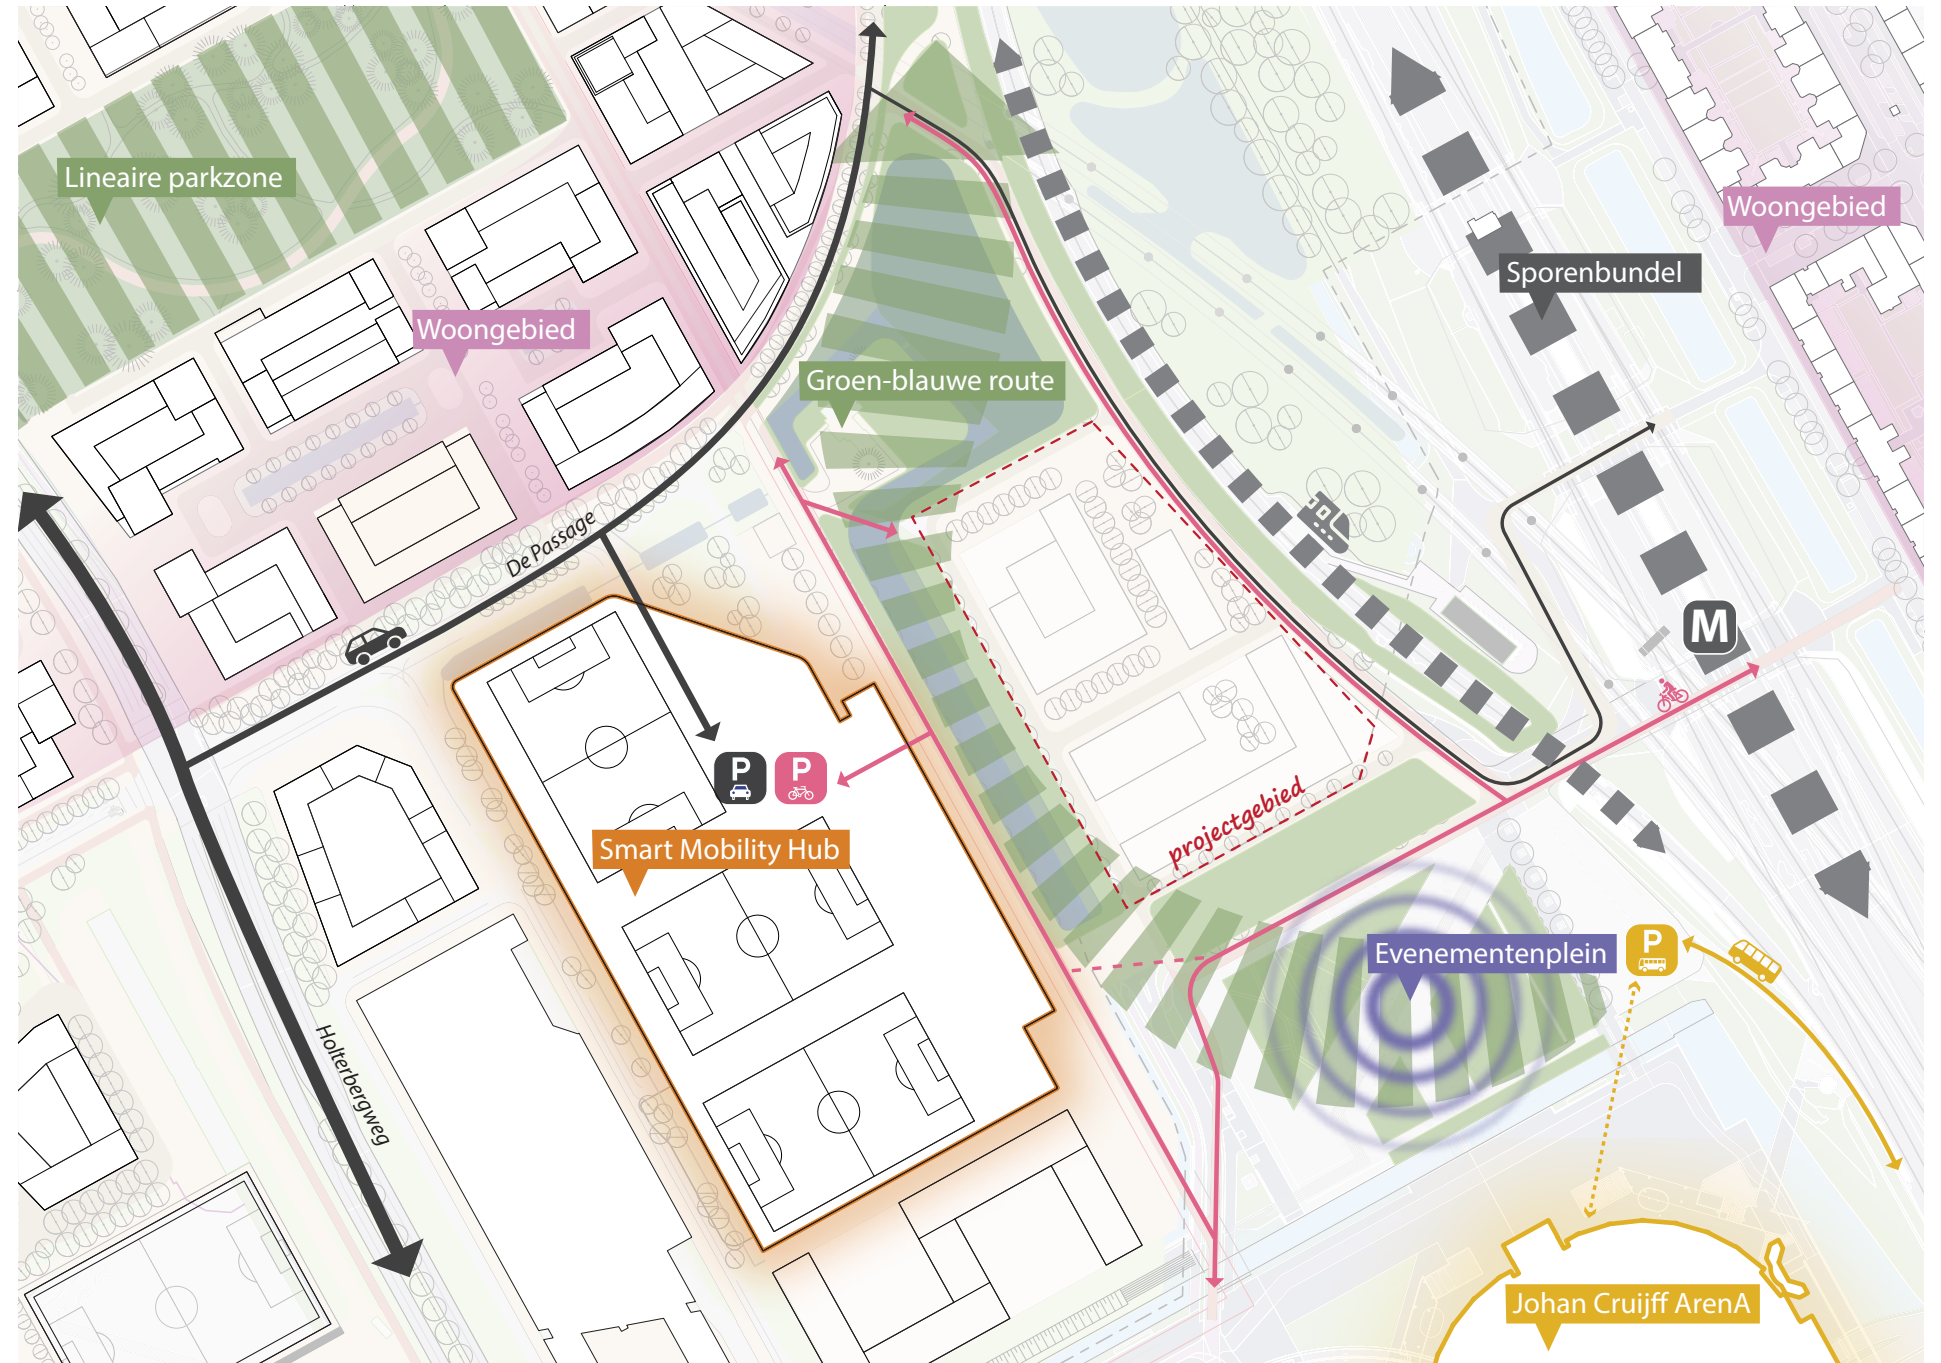 Lineaire parkzone
Woongebied
Sporenbundel
Woongebied
Groen-blauwe route
De Passage
M
P
P
projectgebied
Smart Mobility Hub
Evenementenplein
P
Holterbergweg
Johan Cruijff ArenA